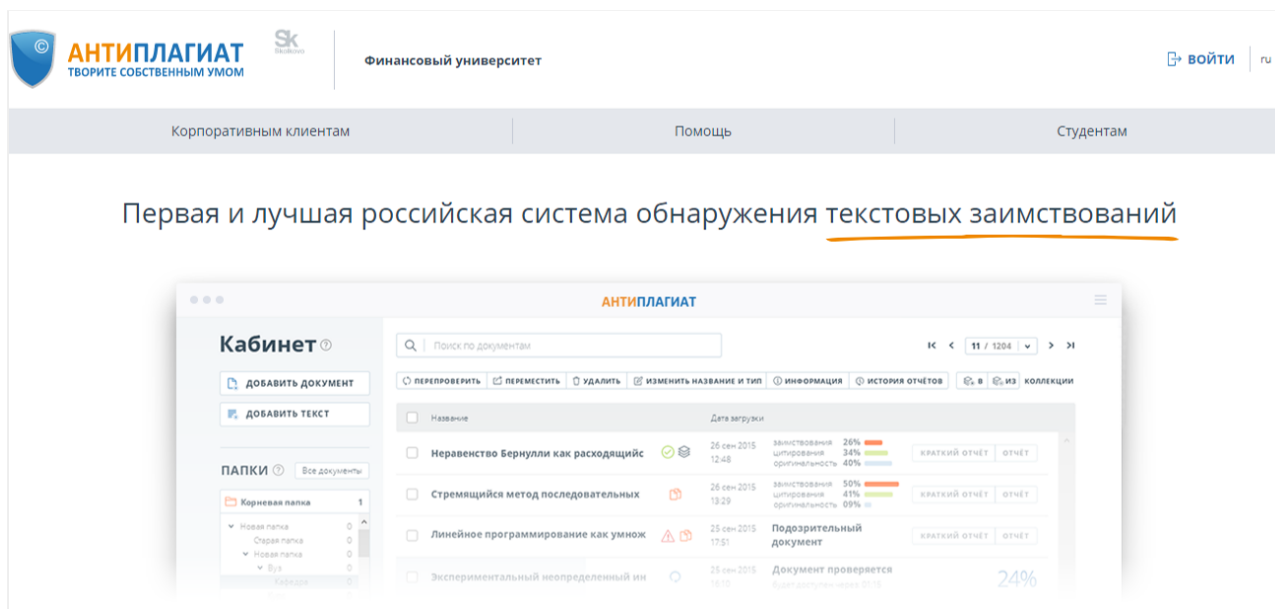 ©
АНТИПЛАГИАТ
ТВОРИТЕ СОБСТВЕННЫМ УМОМ
Sk
Skolkovo
Финансовый университет
ВОЙТИ
ru
Корпоративным клиентам
Помощь
Студентам
Первая и лучшая российская система обнаружения текстовых заимствований
АНТИПЛАГИАТ
Кабинет ?
Поиск по документам
11 / 1204
ДОБАВИТЬ ДОКУМЕНТ
ПЕРЕПРОВЕРИТЬ ПЕРЕМЕСТИТЬ УДАЛИТЬ ИЗМЕНИТЬ НАЗВАНИЕ И ТИП ИНФОРМАЦИЯ ИСТОРИЯ ОТЧЁТОВ В ИЗ КОЛЛЕКЦИИ
ДОБАВИТЬ ТЕКСТ
Название Дата загрузки
ПАПКИ ? Все документы
Корневая папка 1
Новая папка 0
Старая папка 0
Новая папка 0
Вуз 0
Кафедра 0
Неравенство Бернулли как расходящийс
26 сен 2015
12:48
заимствования 26%
цитирования 34%
оригинальность 40%
КРАТКИЙ ОТЧЁТ ОТЧЁТ
Стремящийся метод последовательных
26 сен 2015
13:29
заимствования 50%
цитирования 41%
оригинальность 09%
КРАТКИЙ ОТЧЁТ ОТЧЁТ
Линейное программирование как умнож
25 сен 2015
17:51
Подозрительный
документ
КРАТКИЙ ОТЧЁТ ОТЧЁТ
Экспериментальный неопределенный ин
25 сен 2015
Документ проверяется
24%